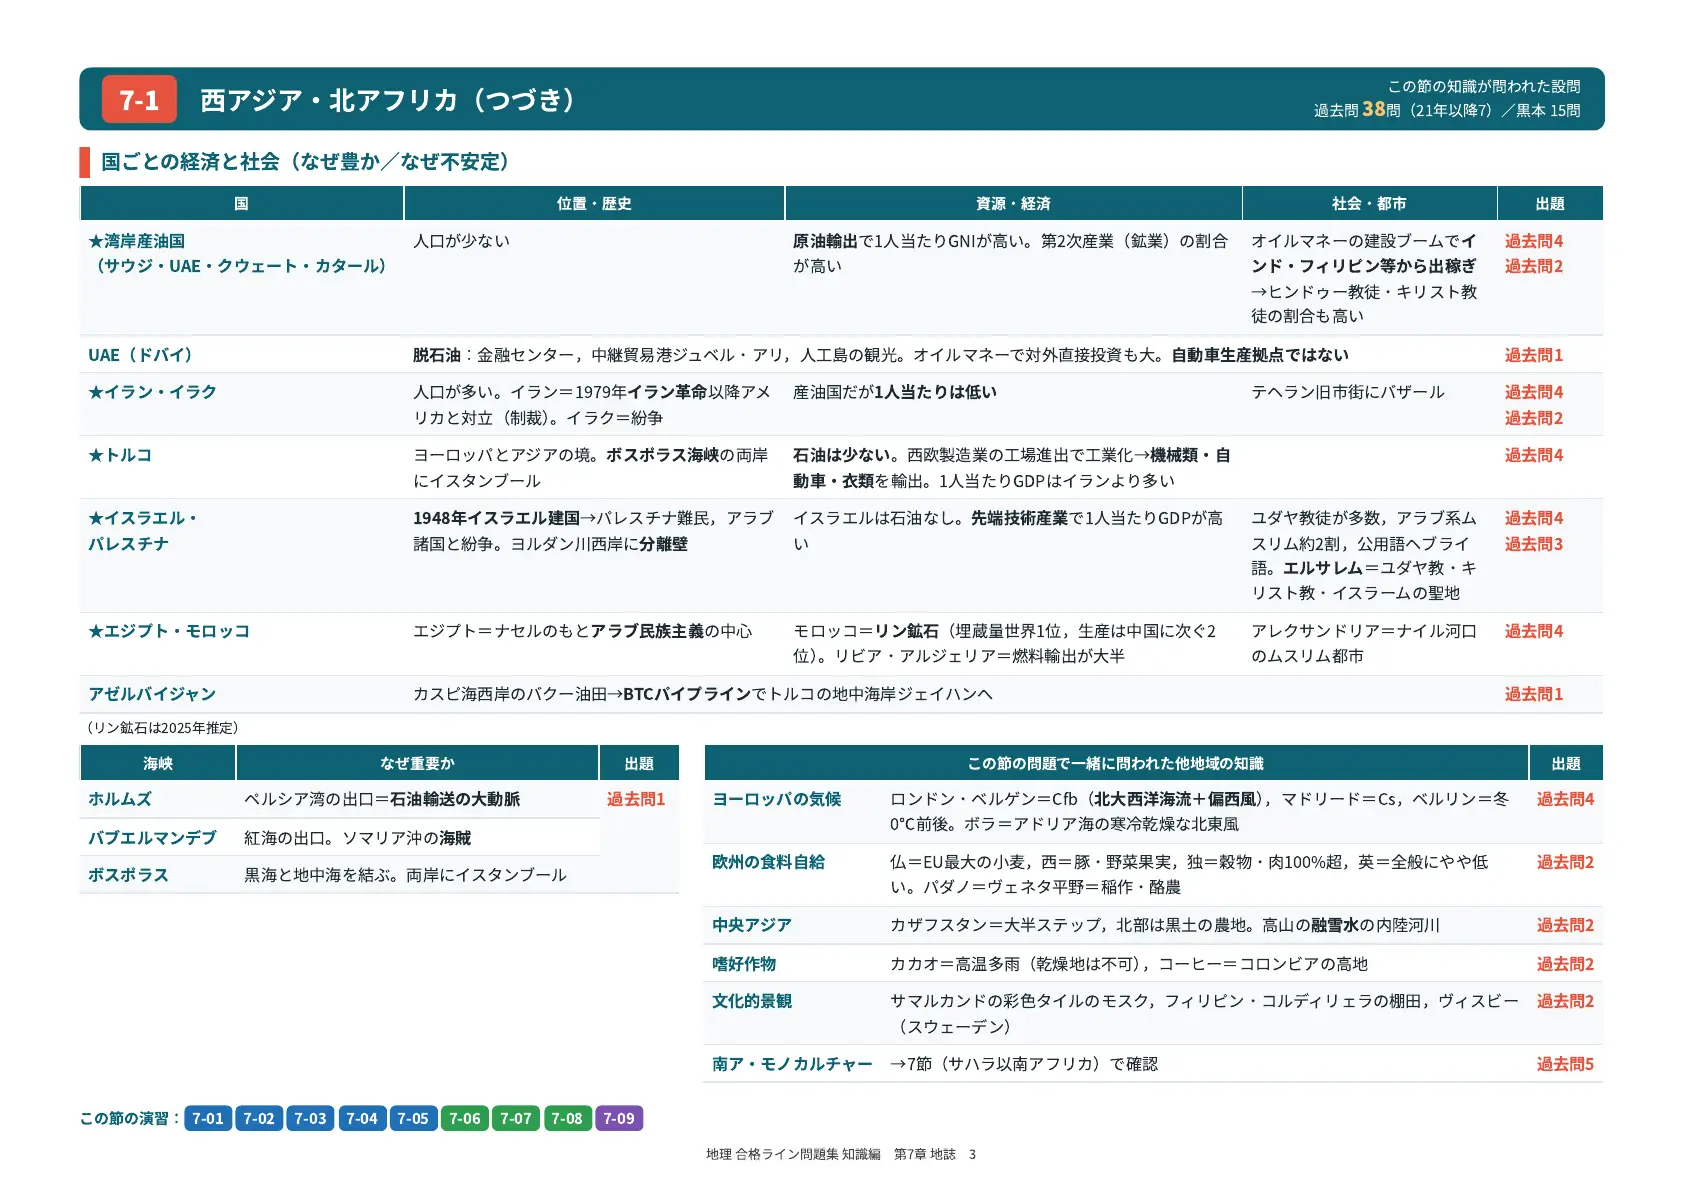 7-1 西アジア・北アフリカ（つづき）
この節の知識が問われた設問
過去問 38問（21年以降7）／黒本 15問
国ごとの経済と社会（なぜ豊か／なぜ不安定）
国 位置・歴史 資源・経済 社会・都市 出題
★湾岸産油国
（サウジ・UAE・クウェート・カタール）
人口が少ない
原油輸出で1人当たりGNIが高い。第2次産業（鉱業）の割合
が高い
オイルマネーの建設ブームでイ
ンド・フィリピン等から出稼ぎ
→ヒンドゥー教徒・キリスト教
徒の割合も高い
過去問4
過去問2
UAE（ドバイ）
脱石油：金融センター，中継貿易港ジュベル・アリ，人工島の観光。オイルマネーで対外直接投資も大。自動車生産拠点ではない
過去問1
★イラン・イラク
人口が多い。イラン＝1979年イラン革命以降アメ
リカと対立（制裁）。イラク＝紛争
産油国だが1人当たりは低い
テヘラン旧市街にバザール
過去問4
過去問2
★トルコ
ヨーロッパとアジアの境。ボスポラス海峡の両岸
にイスタンブール
石油は少ない。西欧製造業の工場進出で工業化→機械類・自
動車・衣類を輸出。1人当たりGDPはイランより多い
過去問4
★イスラエル・
パレスチナ
1948年イスラエル建国→パレスチナ難民，アラブ
諸国と紛争。ヨルダン川西岸に分離壁
イスラエルは石油なし。先端技術産業で1人当たりGDPが高
い
ユダヤ教徒が多数，アラブ系ム
スリム約2割，公用語ヘブライ
語。エルサレム＝ユダヤ教・キ
リスト教・イスラームの聖地
過去問4
過去問3
★エジプト・モロッコ
エジプト＝ナセルのもとアラブ民族主義の中心
モロッコ＝リン鉱石（埋蔵量世界1位，生産は中国に次ぐ2
位）。リビア・アルジェリア＝燃料輸出が大半
アレクサンドリア＝ナイル河口
のムスリム都市
過去問4
アゼルバイジャン
カスピ海西岸のバクー油田→BTCパイプラインでトルコの地中海岸ジェイハンへ
過去問1
（リン鉱石は2025年推定）
海峡 なぜ重要か 出題
ホルムズ ペルシア湾の出口＝石油輸送の大動脈 過去問1
バブエルマンデブ 紅海の出口。ソマリア沖の海賊
ボスポラス 黒海と地中海を結ぶ。両岸にイスタンブール
この節の問題で一緒に問われた他地域の知識 出題
ヨーロッパの気候
ロンドン・ベルゲン＝Cfb（北大西洋海流＋偏西風），マドリード＝Cs，ベルリン＝冬
0℃前後。ボラ＝アドリア海の寒冷乾燥な北東風
過去問4
欧州の食料自給
仏＝EU最大の小麦，西＝豚・野菜果実，独＝穀物・肉100%超，英＝全般にやや低
い。パダノ＝ヴェネタ平野＝稲作・酪農
過去問2
中央アジア
カザフスタン＝大半ステップ，北部は黒土の農地。高山の融雪水の内陸河川
過去問2
嗜好作物
カカオ＝高温多雨（乾燥地は不可），コーヒー＝コロンビアの高地
過去問2
文化的景観
サマルカンドの彩色タイルのモスク，フィリピン・コルディリェラの棚田，ヴィスビー
（スウェーデン）
過去問2
南ア・モノカルチャー
→7節（サハラ以南アフリカ）で確認
過去問5
この節の演習： 7-01 7-02 7-03 7-04 7-05 7-06 7-07 7-08 7-09
地理 合格ライン問題集 知識編 第7章 地誌 3